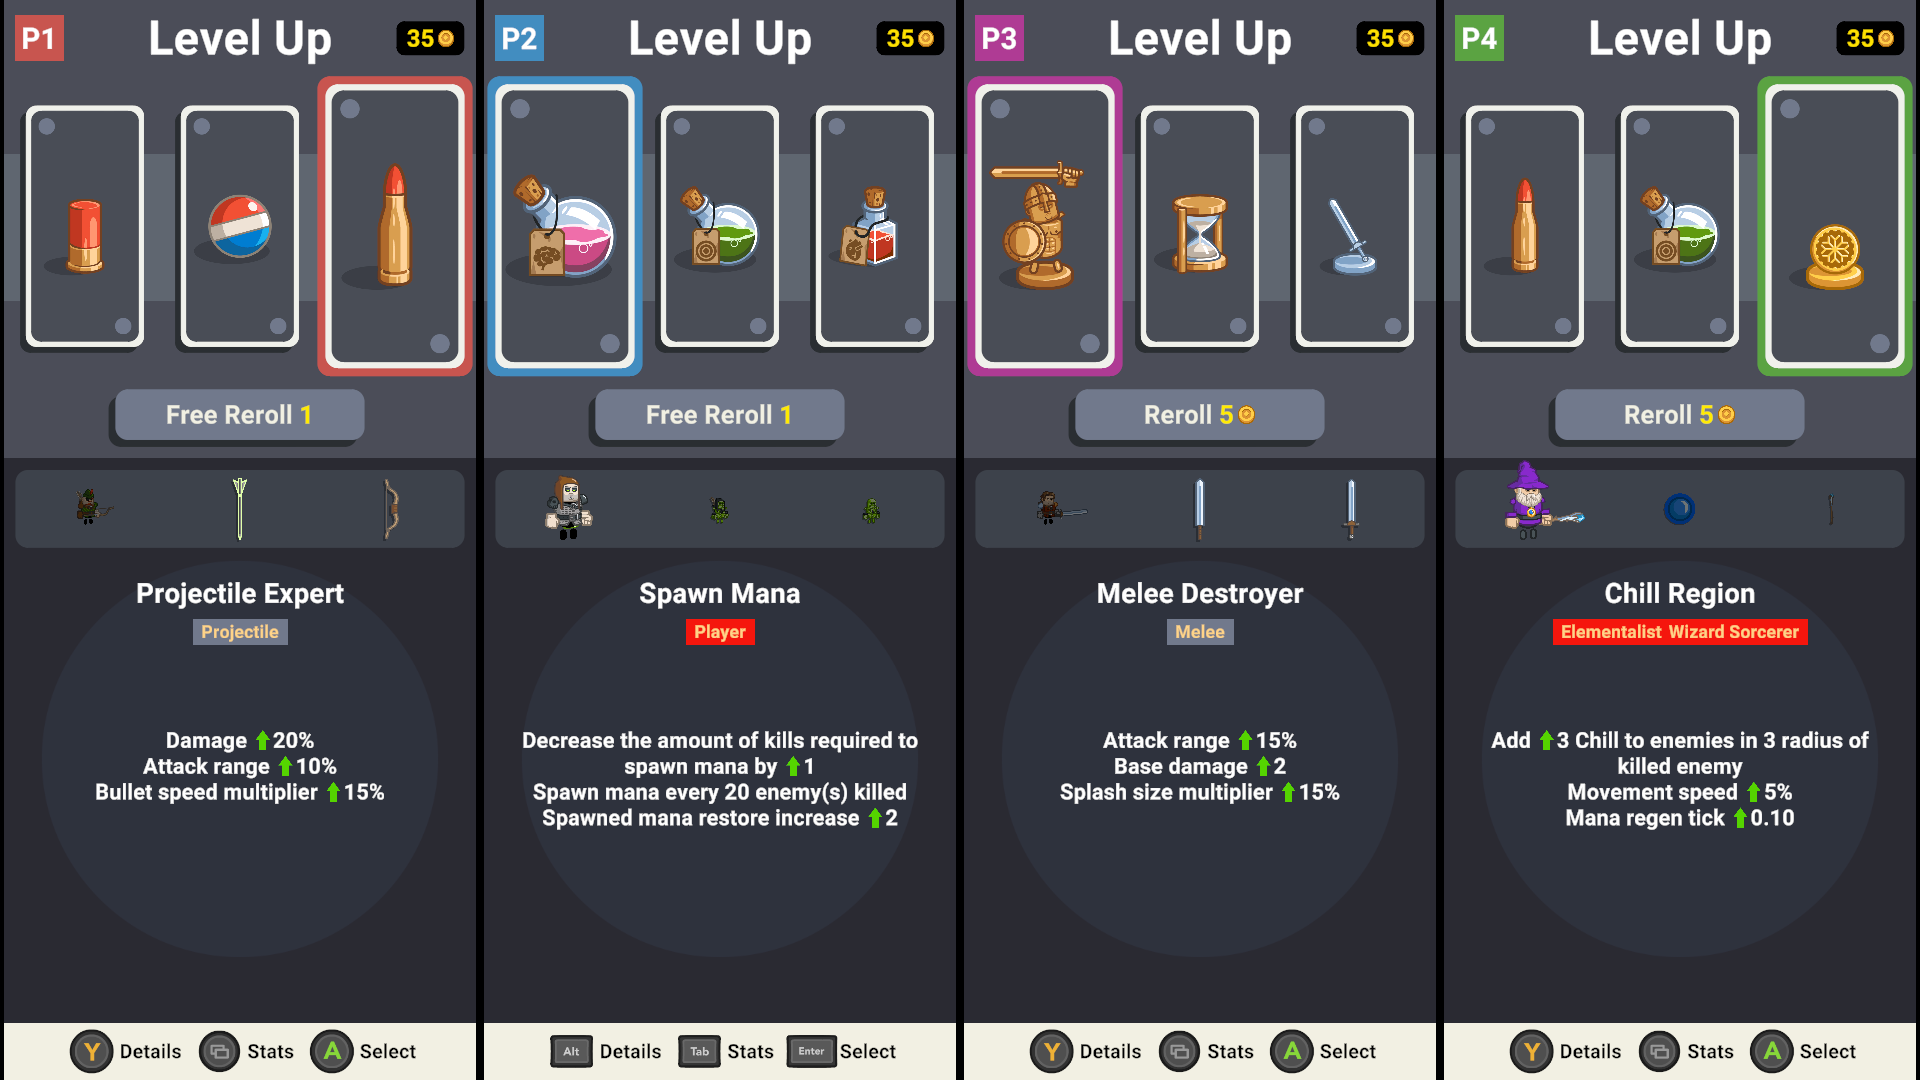 P1 Level Up 35
Free Reroll 1
Projectile Expert
Projectile
Damage 20%
Attack range 10%
Bullet speed multiplier 15%
Y Details Stats A Select
P2 Level Up 35
Free Reroll 1
Spawn Mana
Player
Decrease the amount of kills required to
spawn mana by 1
Spawn mana every 20 enemy(s) killed
Spawned mana restore increase 2
Alt Details Tab Stats Enter Select
P3 Level Up 35
Reroll 5
Melee Destroyer
Melee
Attack range 15%
Base damage 2
Splash size multiplier 15%
Y Details Stats A Select
P4 Level Up 35
Reroll 5
Chill Region
Elementalist Wizard Sorcerer
Add 3 Chill to enemies in 3 radius of
killed enemy
Movement speed 5%
Mana regen tick 0.10
Y Details Stats A Select